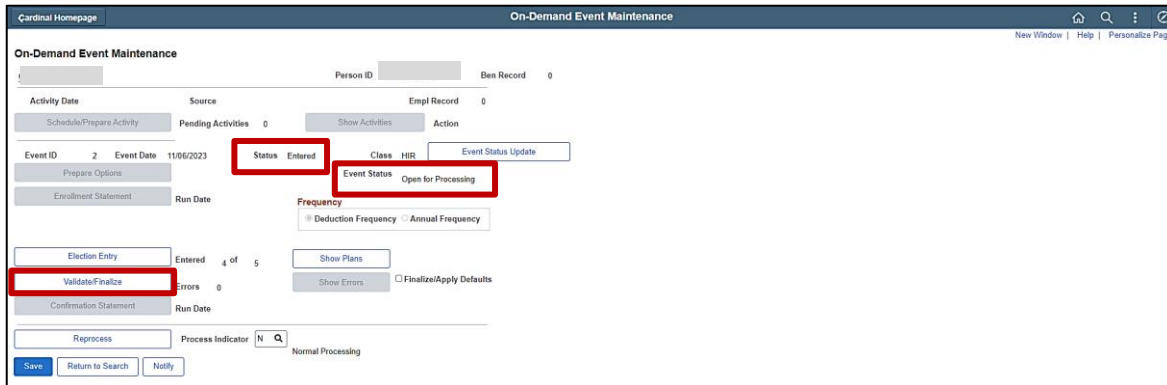 Cardinal Homepage On-Demand Event Maintenance
New Window | Help | Personalize Pag
On-Demand Event Maintenance
Person ID Ben Record 0
Activity Date Source Empl Record 0
Schedule/Prepare Activity Pending Activities 0 Show Activities Action
Event ID 2 Event Date 11/06/2023 Status Entered Class HIR Event Status Update
Prepare Options Event Status Open for Processing
Enrollment Statement Run Date Frequency
Deduction Frequency Annual Frequency
Election Entry Entered 4 of 5 Show Plans
Validate/Finalize Errors 0 Show Errors Finalize/Apply Defaults
Confirmation Statement Run Date
Reprocess Process Indicator N Normal Processing
Save Return to Search Notify